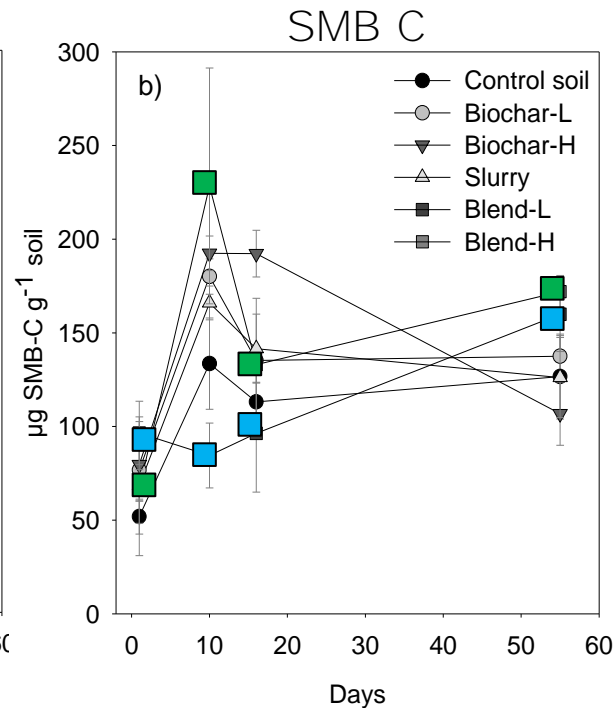 SMB C
b)
300
250
200
150
100
50
0
µg SMB-C g-1 soil
Control soil
Biochar-L
Biochar-H
Slurry
Blend-L
Blend-H
0 10 20 30 40 50 60
Days